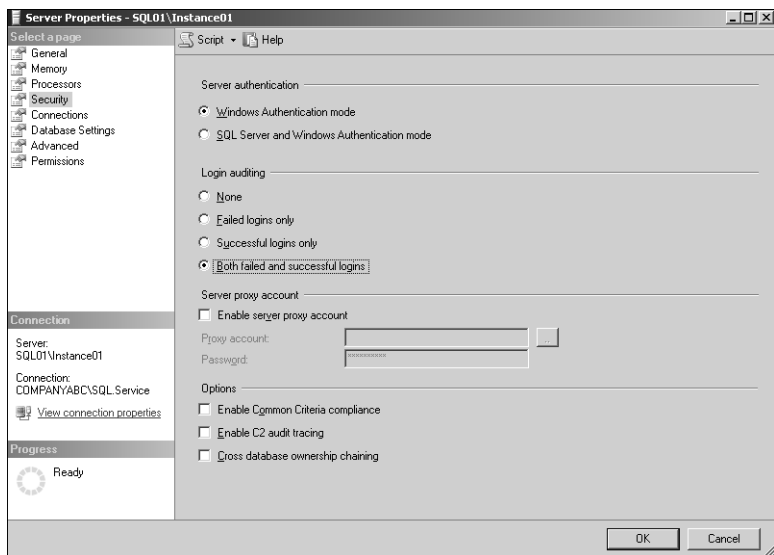 Server Properties - SQL01\Instance01
Select a page
General
Memory
Processors
Security
Connections
Database Settings
Advanced
Permissions
Connection
Server:
SQL01\Instance01
Connection:
COMPANYABC\SQL.Service
View connection properties
Progress
Ready
Script Help
Server authentication
Windows Authentication mode
SQL Server and Windows Authentication mode
Login auditing
None
Failed logins only
Successful logins only
Both failed and successful logins
Server proxy account
Enable server proxy account
Proxy account:
...
Password: **********
Options
Enable Common Criteria compliance
Enable C2 audit tracing
Cross database ownership chaining
OK Cancel